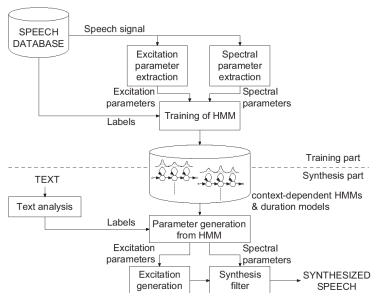 SPEECH
DATABASE
Speech signal
Excitation
parameter
extraction
Spectral
parameter
extraction
Excitation
parameters
Spectral
parameters
Labels
Training of HMM
Training part
Synthesis part
TEXT
context-dependent HMMs
& duration models
Text analysis
Labels
Parameter generation
from HMM
Excitation
parameters
Spectral
parameters
Excitation
generation
Synthesis
filter
SYNTHESIZED
SPEECH